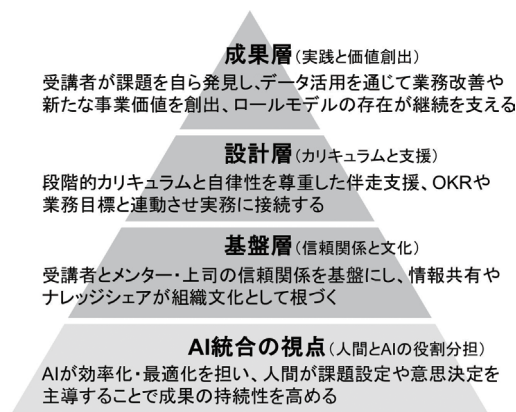 成果層(実践と価値創出)
受講者が課題を自ら発見し、データ活用を通じて業務改善や
新たな事業価値を創出、ロールモデルの存在が継続を支える
設計層(カリキュラムと支援)
段階的カリキュラムと自律性を尊重した伴走支援、OKRや
業務目標と連動させ実務に接続する
基盤層(信頼関係と文化)
受講者とメンター・上司の信頼関係を基盤にし、情報共有や
ナレッジシェアが組織文化として根づく
AI統合の視点(人間とAIの役割分担)
AIが効率化・最適化を担い、人間が課題設定や意思決定を
主導することで成果の持続性を高める